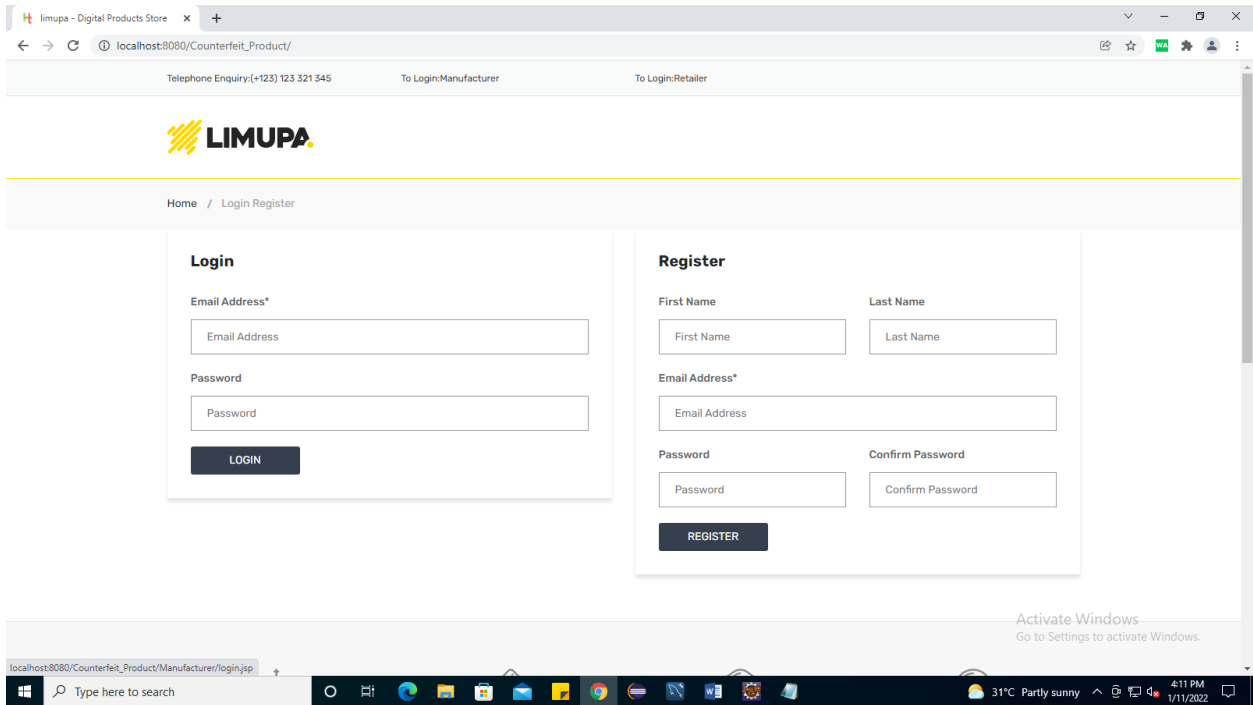 limupa - Digital Products Store
localhost:8080/Counterfeit_Product/
WA
Telephone Enquiry:(+123) 123 321 345 To Login:Manufacturer To Login:Retailer
LIMUPA.
Home / Login Register
Login
Email Address*
Email Address
Password
Password
LOGIN
Register
First Name Last Name
First Name Last Name
Email Address*
Email Address
Password Confirm Password
Password Confirm Password
REGISTER
Activate Windows
Go to Settings to activate Windows.
localhost:8080/Counterfeit_Product/Manufacturer/login.jsp
Type here to search
31°C Partly sunny
4:11 PM
1/11/2022